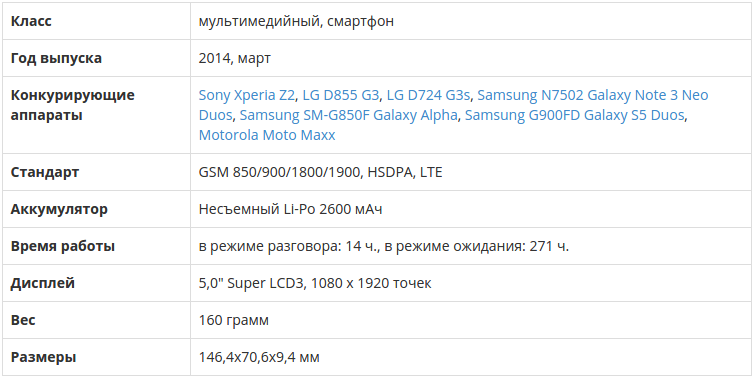 Класс мультимедийный, смартфон
Год выпуска 2014, март
Конкурирующие Sony Xperia Z2, LG D855 G3, LG D724 G3s, Samsung N7502 Galaxy Note 3 Neo
аппараты Duos, Samsung SM-G850F Galaxy Alpha, Samsung G900FD Galaxy S5 Duos,
Motorola Moto Maxx
Стандарт GSM 850/900/1800/1900, HSDPA, LTE
Аккумулятор Несъемный Li-Po 2600 мАч
Время работы в режиме разговора: 14 ч., в режиме ожидания: 271 ч.
Дисплей 5,0" Super LCD3, 1080 x 1920 точек
Вес 160 грамм
Размеры 146,4x70,6x9,4 мм